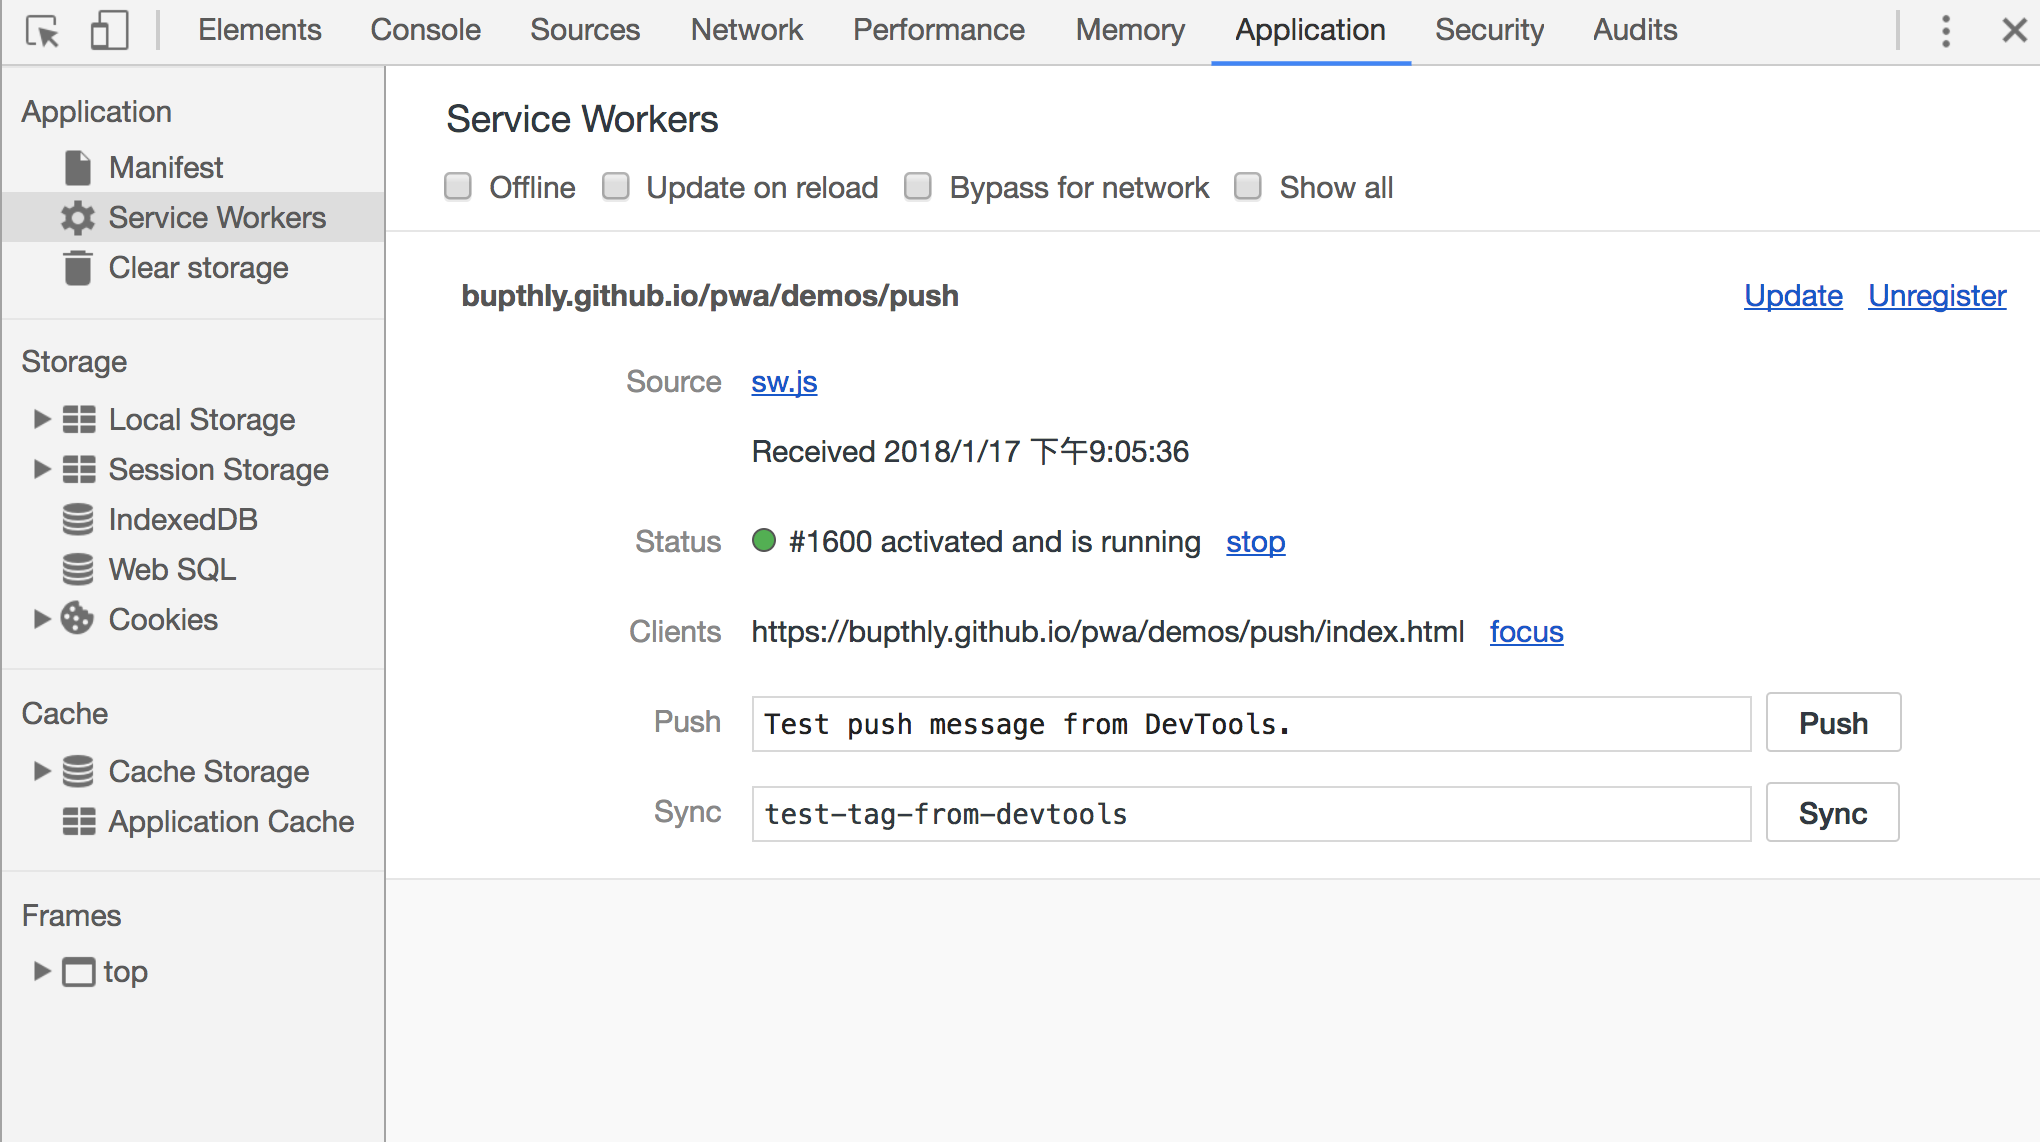 Elements Console Sources Network Performance Memory Application Security Audits
Application
Manifest
Service Workers
Clear storage
Storage
Local Storage
Session Storage
IndexedDB
Web SQL
Cookies
Cache
Cache Storage
Application Cache
Frames
top
Service Workers
Offline Update on reload Bypass for network Show all
bupthly.github.io/pwa/demos/push Update Unregister
Source sw.js
Received 2018/1/17 下午9:05:36
Status #1600 activated and is running stop
Clients https://bupthly.github.io/pwa/demos/push/index.html focus
Push Test push message from DevTools. Push
Sync test-tag-from-devtools Sync